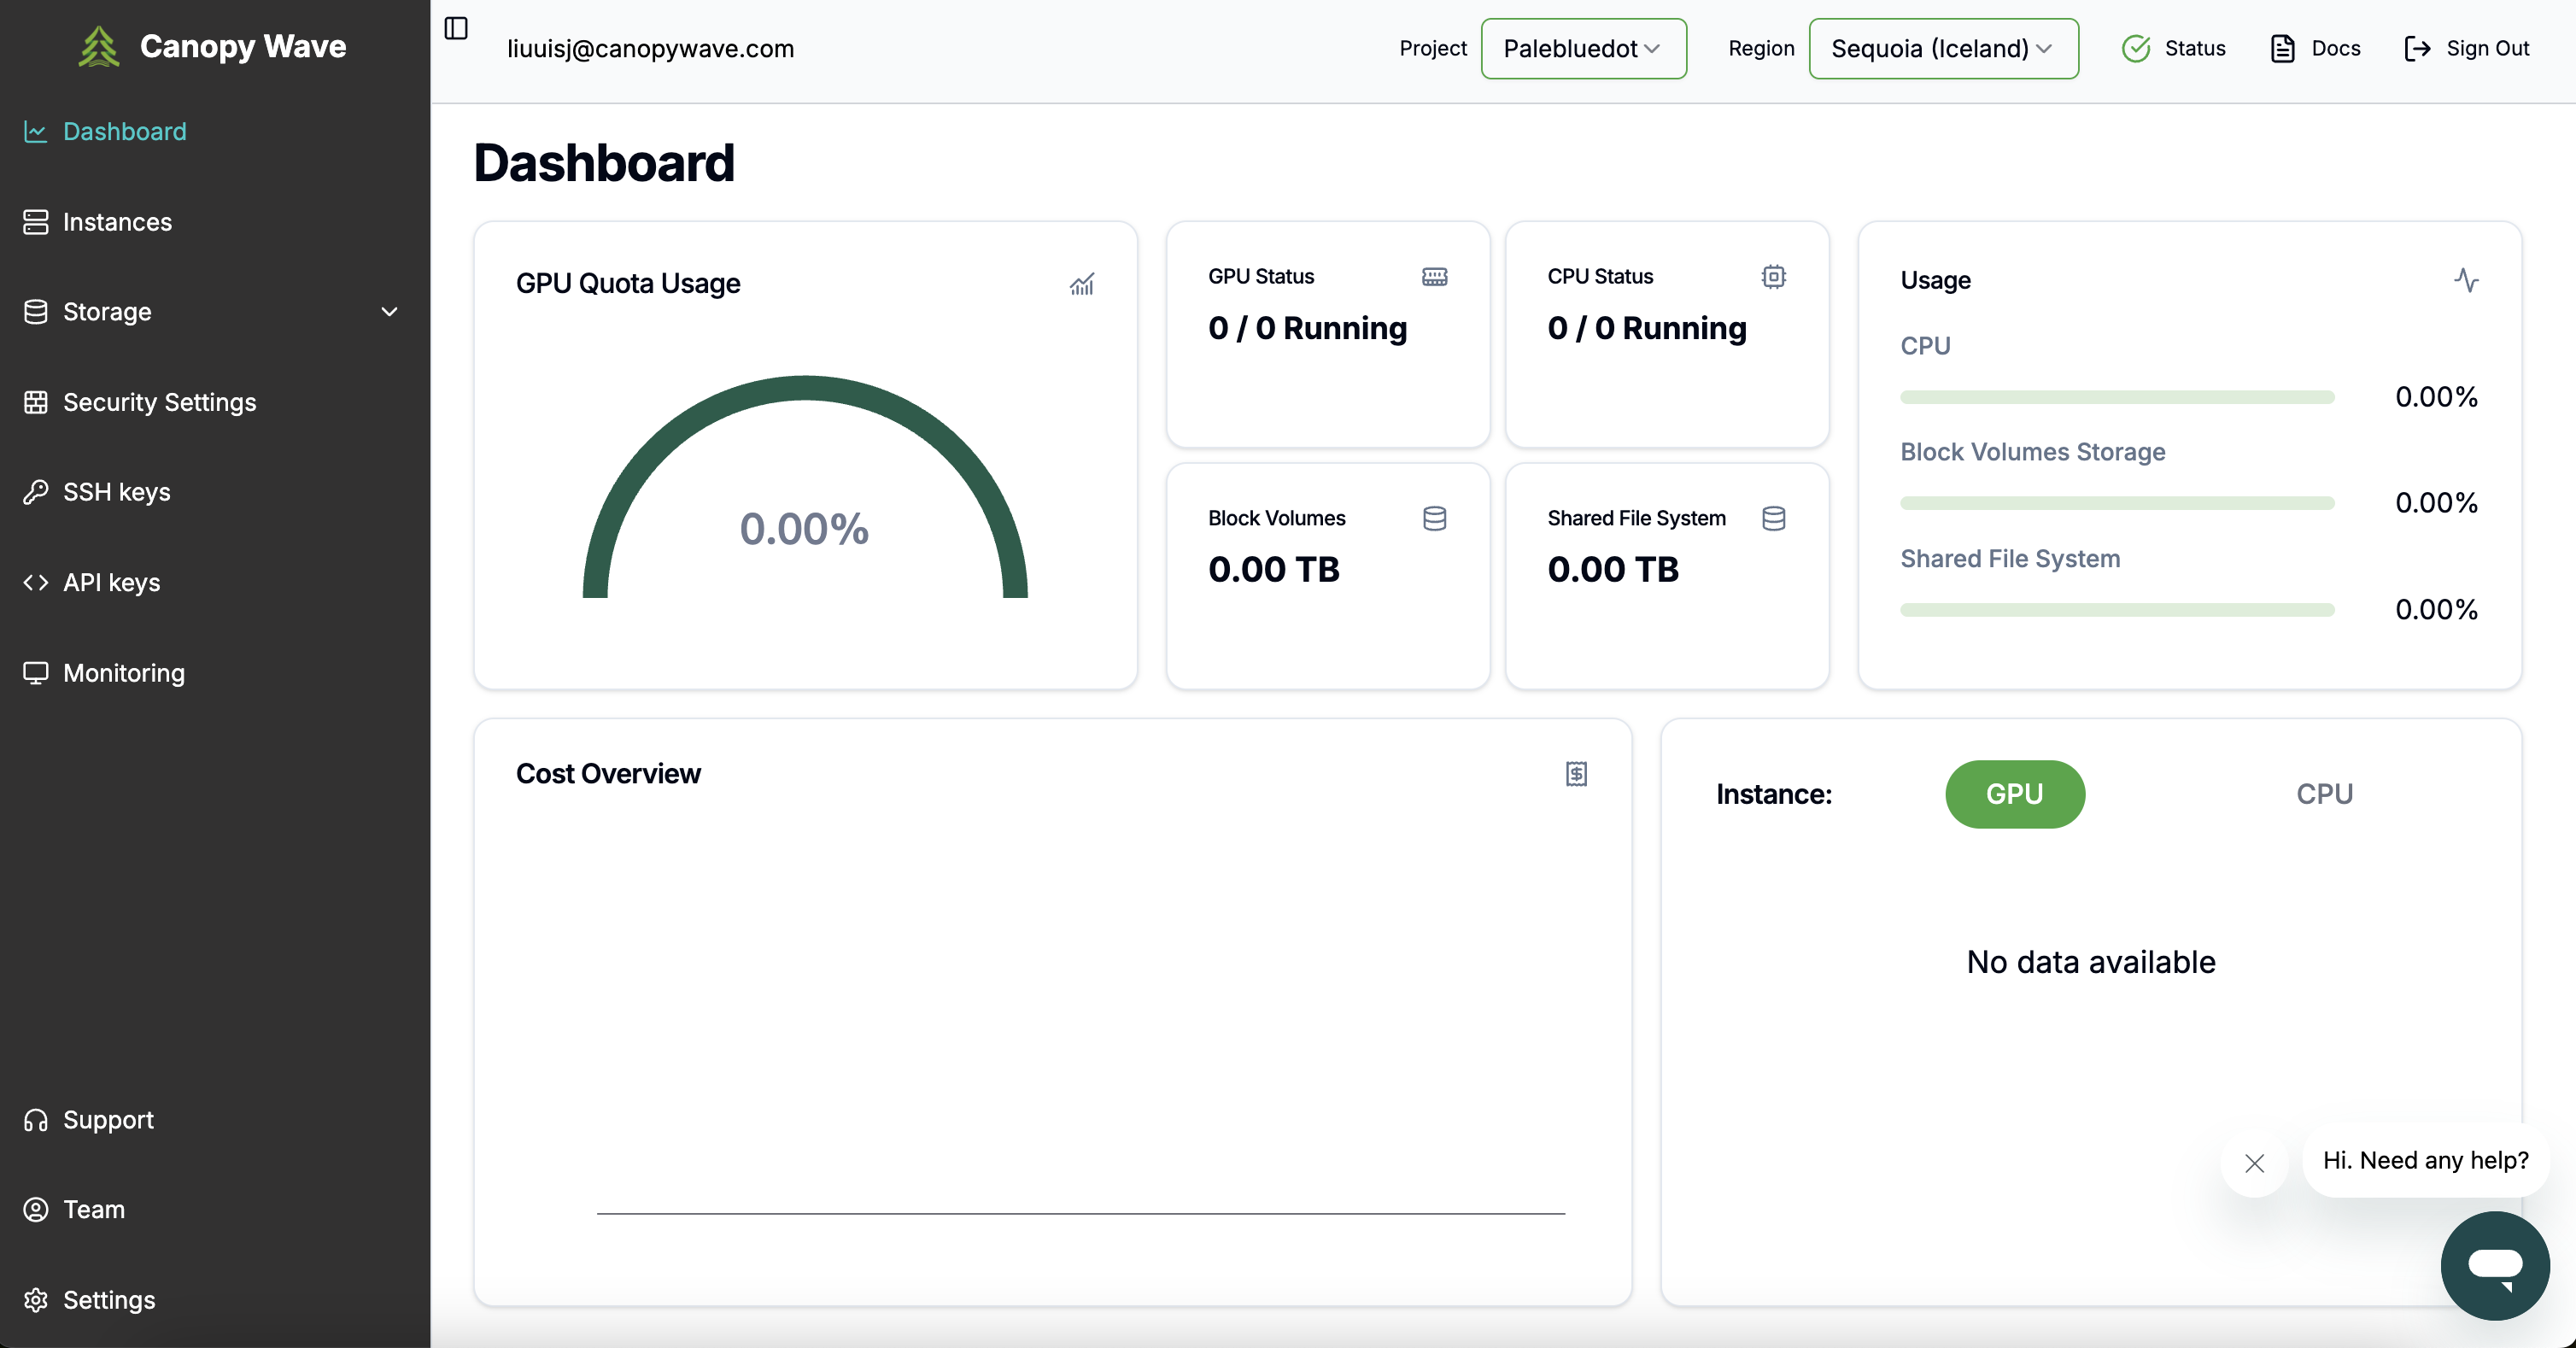 Canopy Wave
Dashboard
Instances
Storage
Security Settings
SSH keys
API keys
Monitoring
Support
Team
Settings
liuuisj@canopywave.com
Project
Palebluedot
Region
Sequoia (Iceland)
Status
Docs
Sign Out
Dashboard
GPU Quota Usage
0.00%
GPU Status
0 / 0 Running
CPU Status
0 / 0 Running
Block Volumes
0.00 TB
Shared File System
0.00 TB
Usage
CPU
0.00%
Block Volumes Storage
0.00%
Shared File System
0.00%
Cost Overview
Instance:
GPU
CPU
No data available
Hi. Need any help?